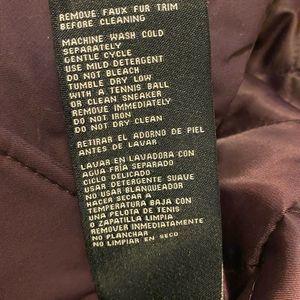 REMOVE FAUX FUR TRIM
BEFORE CLEANING
MACHINE WASH COLD
SEPARATELY
GENTLE CYCLE
USE MILD DETERGENT
DO NOT BLEACH
TUMBLE DRY LOW
WITH A TENNIS BALL
OR CLEAN SNEAKER
REMOVE IMMEDIATELY
DO NOT IRON
DO NOT DRY CLEAN
RETIRAR EL ADORNO DE PIEL
ANTES DE LAVAR
LAVAR EN LAVADORA CON
AGUA FRIA SEPARADO
CICLO DELICADO
USAR DETERGENTE SUAVE
NO USAR BLANQUEADOR
HACER SECAR A
TEMPERATURA BAJA CON
UNA PELOTA DE TENIS
O ZAPATILLA LIMPIA
REMOVER INMEDIATAMENTE
NO PLANCHAR
NO LIMPIAR EN SECO